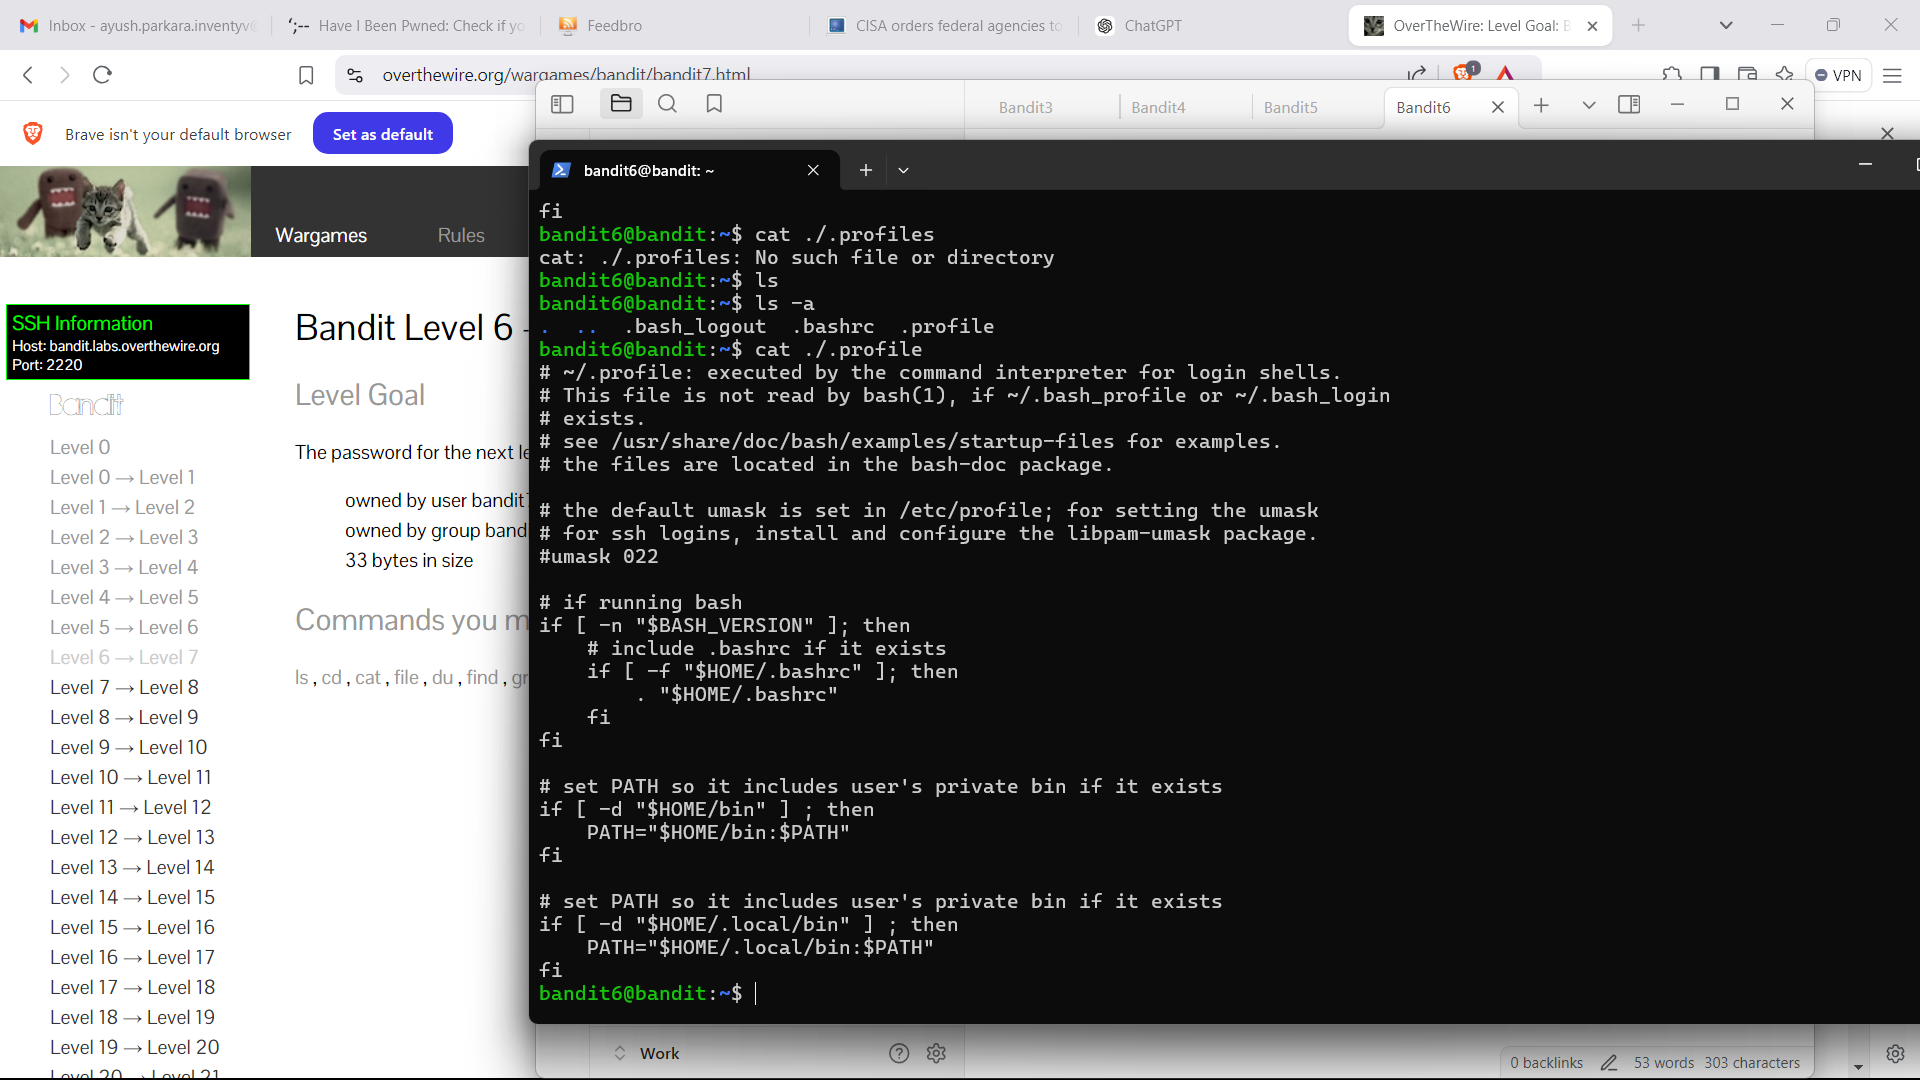 Inbox - ayush.parkara.inventyv@
Have I Been Pwned: Check if yo
Feedbro
CISA orders federal agencies to
ChatGPT
OverTheWire: Level Goal: B
overthewire.org/wargames/bandit/bandit7.html
1
VPN
Brave isn't your default browser
Set as default
Bandit3
Bandit4
Bandit5
Bandit6
Wargames
Rules
SSH Information
Host: bandit.labs.overthewire.org
Port: 2220
Bandit
Level 0
Level 0 → Level 1
Level 1 → Level 2
Level 2 → Level 3
Level 3 → Level 4
Level 4 → Level 5
Level 5 → Level 6
Level 6 → Level 7
Level 7 → Level 8
Level 8 → Level 9
Level 9 → Level 10
Level 10 → Level 11
Level 11 → Level 12
Level 12 → Level 13
Level 13 → Level 14
Level 14 → Level 15
Level 15 → Level 16
Level 16 → Level 17
Level 17 → Level 18
Level 18 → Level 19
Level 19 → Level 20
Level 20 → Level 21
Bandit Level 6 -
Level Goal
The password for the next le
owned by user bandit7
owned by group band
33 bytes in size
Commands you m
ls , cd , cat , file , du , find , gr
bandit6@bandit: ~
fi
bandit6@bandit:~$ cat ./.profiles
cat: ./.profiles: No such file or directory
bandit6@bandit:~$ ls
bandit6@bandit:~$ ls -a
.  ..  .bash_logout  .bashrc  .profile
bandit6@bandit:~$ cat ./.profile
# ~/.profile: executed by the command interpreter for login shells.
# This file is not read by bash(1), if ~/.bash_profile or ~/.bash_login
# exists.
# see /usr/share/doc/bash/examples/startup-files for examples.
# the files are located in the bash-doc package.
# the default umask is set in /etc/profile; for setting the umask
# for ssh logins, install and configure the libpam-umask package.
#umask 022
# if running bash
if [ -n "$BASH_VERSION" ]; then
    # include .bashrc if it exists
    if [ -f "$HOME/.bashrc" ]; then
        . "$HOME/.bashrc"
    fi
fi
# set PATH so it includes user's private bin if it exists
if [ -d "$HOME/bin" ] ; then
    PATH="$HOME/bin:$PATH"
fi
# set PATH so it includes user's private bin if it exists
if [ -d "$HOME/.local/bin" ] ; then
    PATH="$HOME/.local/bin:$PATH"
fi
bandit6@bandit:~$
Work
0 backlinks
53 words
303 characters